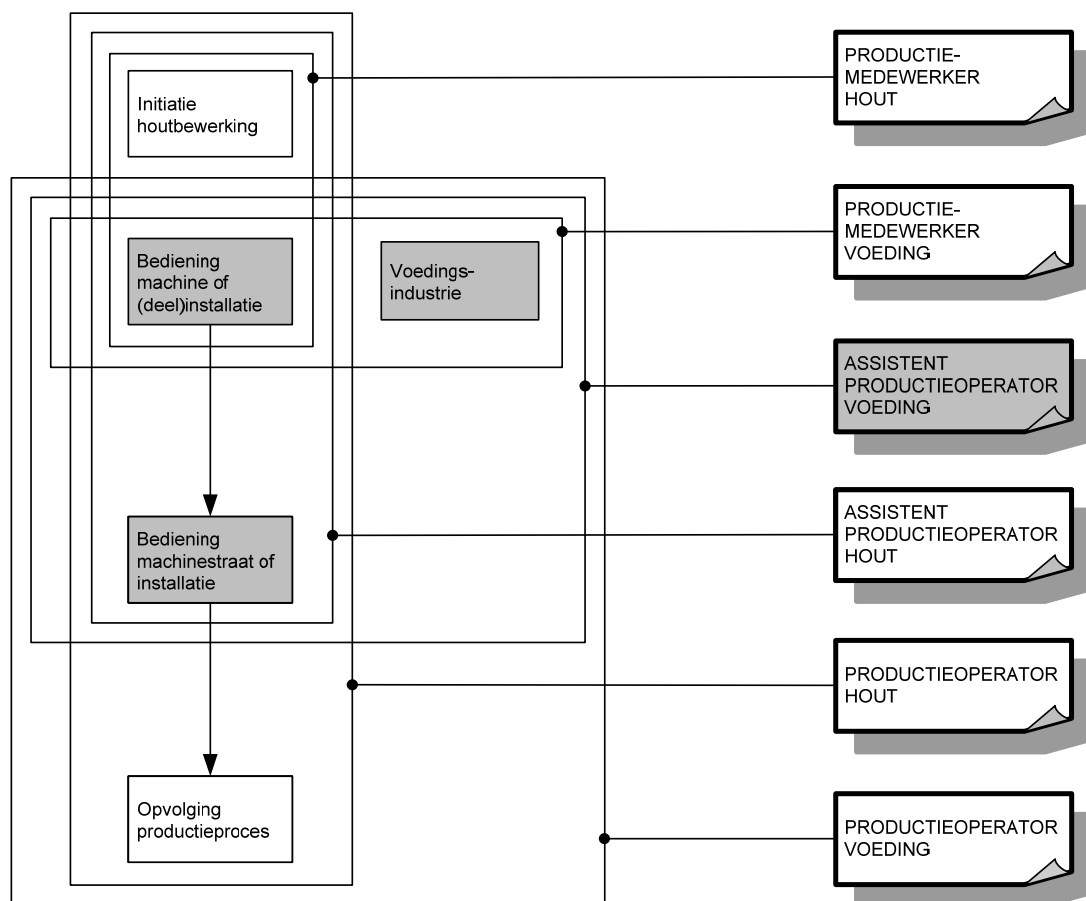 Initiatie
houtbewerking
Bediening
machine of
(deel)installatie
Voedings-
industrie
Bediening
machinestraat of
installatie
Opvolging
productieproces
PRODUCTIE-
MEDEWERKER
HOUT
PRODUCTIE-
MEDEWERKER
VOEDING
ASSISTENT
PRODUCTIEOPERATOR
VOEDING
ASSISTENT
PRODUCTIEOPERATOR
HOUT
PRODUCTIEOPERATOR
HOUT
PRODUCTIEOPERATOR
VOEDING